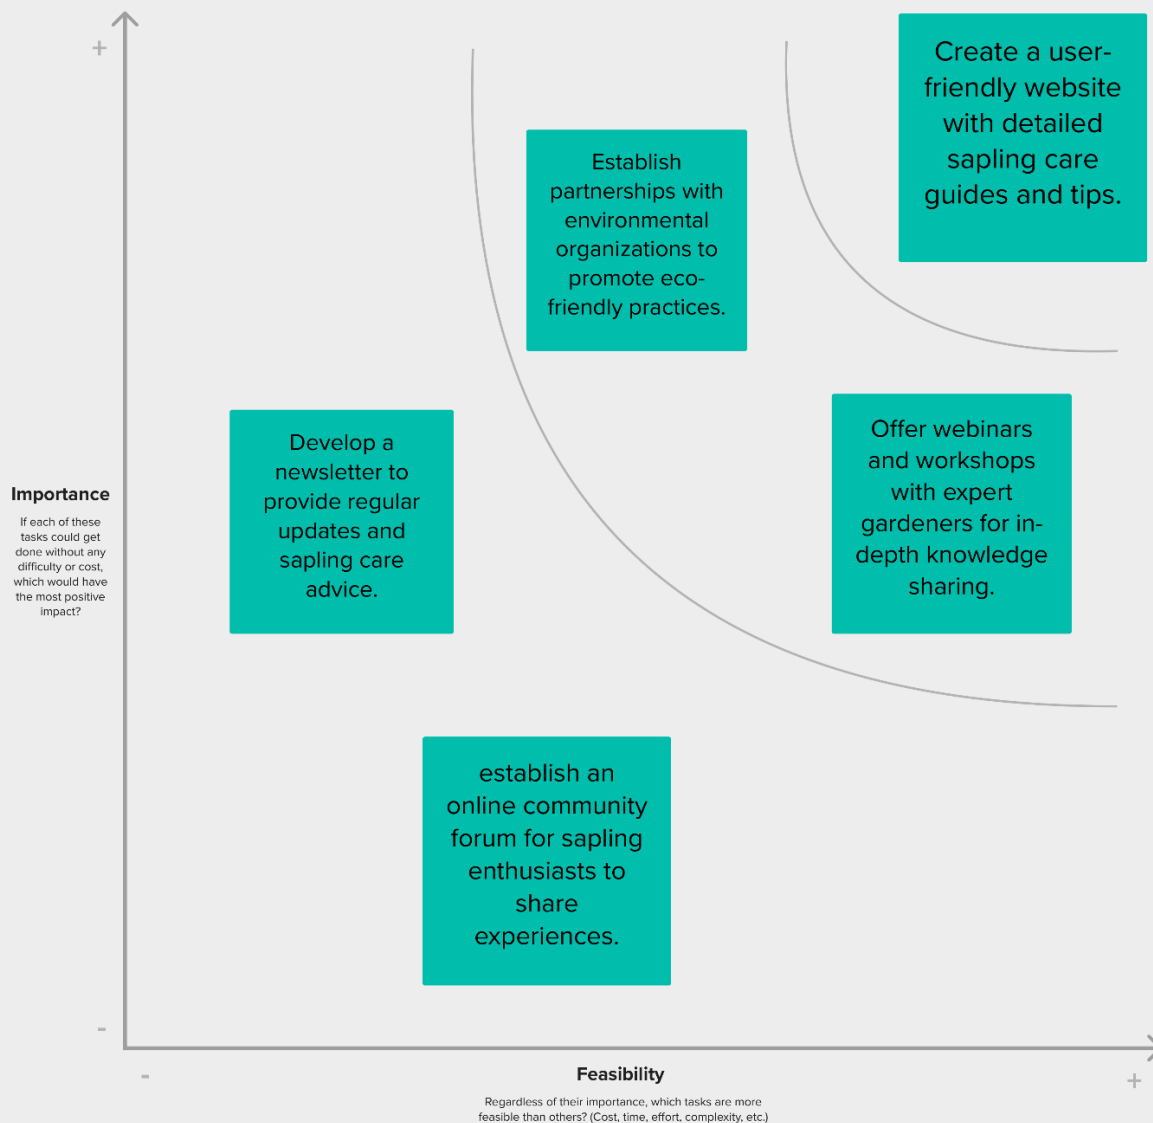 +
Create a user-
friendly website
with detailed
sapling care
guides and tips.
Establish
partnerships with
environmental
organizations to
promote eco-
friendly practices.
Develop a
newsletter to
provide regular
updates and
sapling care
advice.
Offer webinars
and workshops
with expert
gardeners for in-
depth knowledge
sharing.
Importance
If each of these
tasks could get
done without any
difficulty or cost,
which would have
the most positive
impact?
establish an
online community
forum for sapling
enthusiasts to
share
experiences.
-
-
Feasibility
+
Regardless of their importance, which tasks are more
feasible than others? (Cost, time, effort, complexity, etc.)